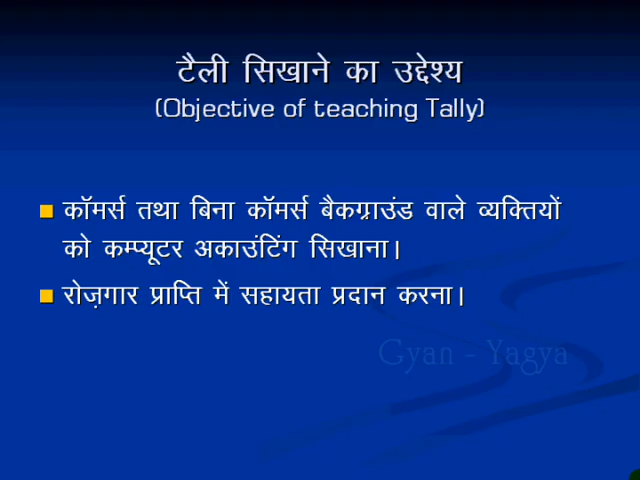 टैली सिखाने का उद्देश्य
(Objective of teaching Tally)
कॉमर्स तथा बिना कॉमर्स बैकग्राउंड वाले व्यक्तियों
को कम्प्यूटर अकाउंटिंग सिखाना।
रोज़गार प्राप्ति में सहायता प्रदान करना।
Gyan - Yagya